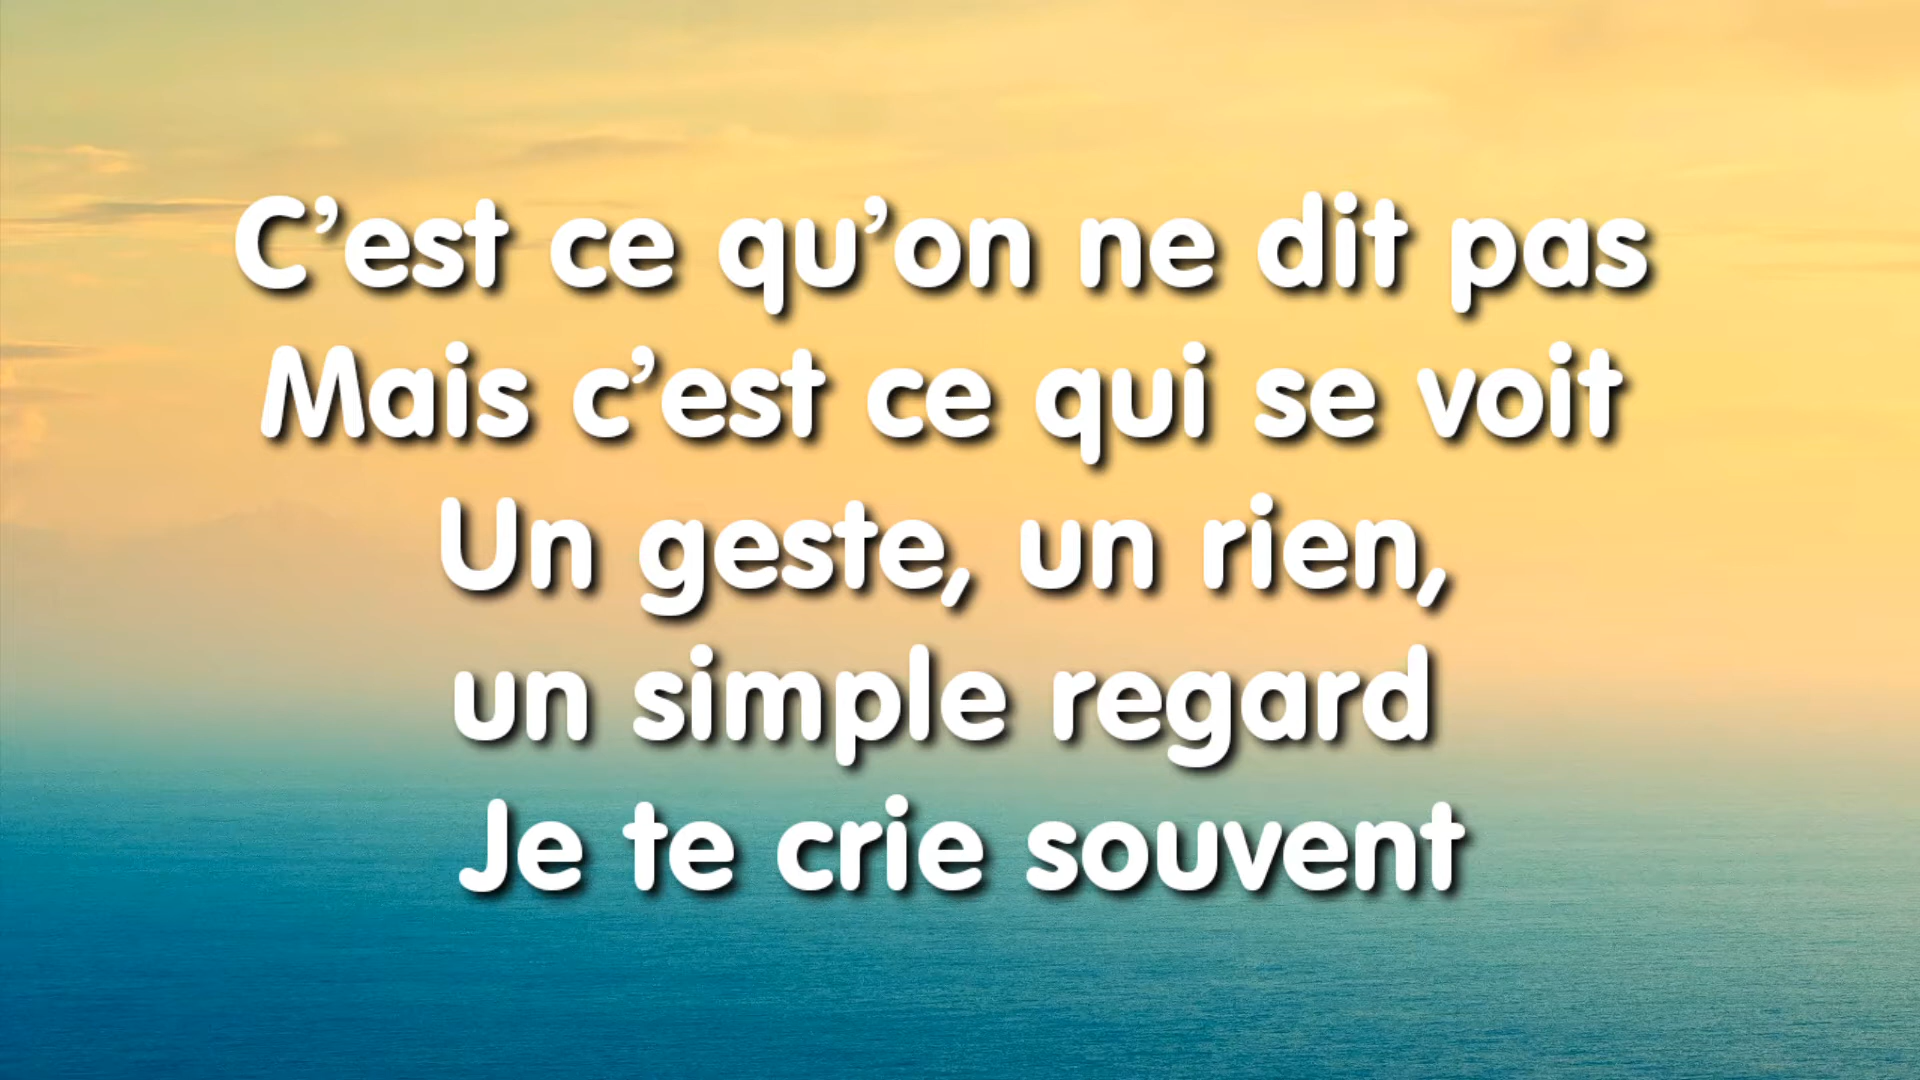 C’est ce qu’on ne dit pas
Mais c’est ce qui se voit
Un geste, un rien,
un simple regard
Je te crie souvent